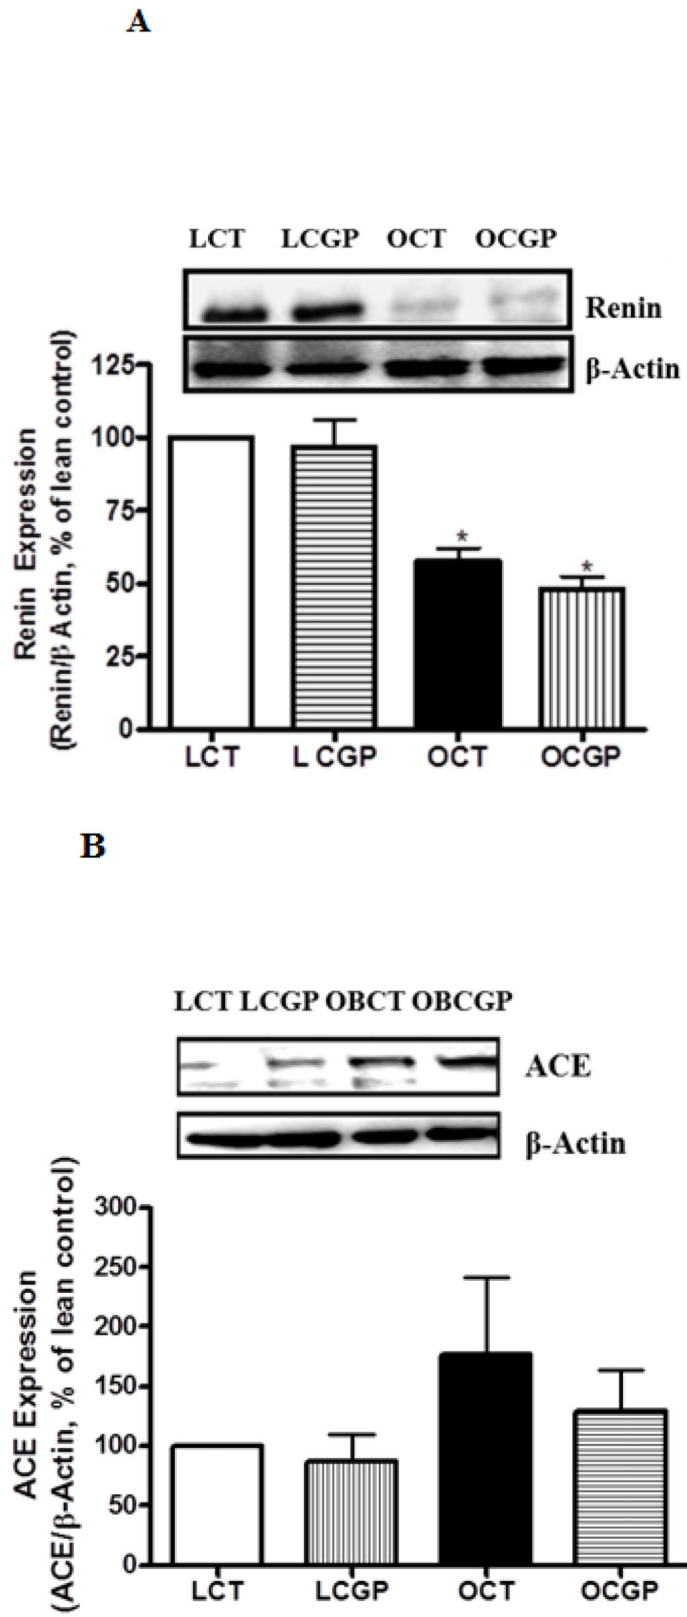 A
LCT LCGP OCT OCGP
Renin
β-Actin
Renin Expression
(Renin/β Actin, % of lean control)
125
100
75
50
25
0
* *
LCT L CGP OCT OCGP
B
LCT LCGP OBCT OBCGP
ACE
β-Actin
ACE Expression
(ACE/β-Actin, % of lean control)
300
250
200
150
100
50
0
LCT LCGP OCT OCGP